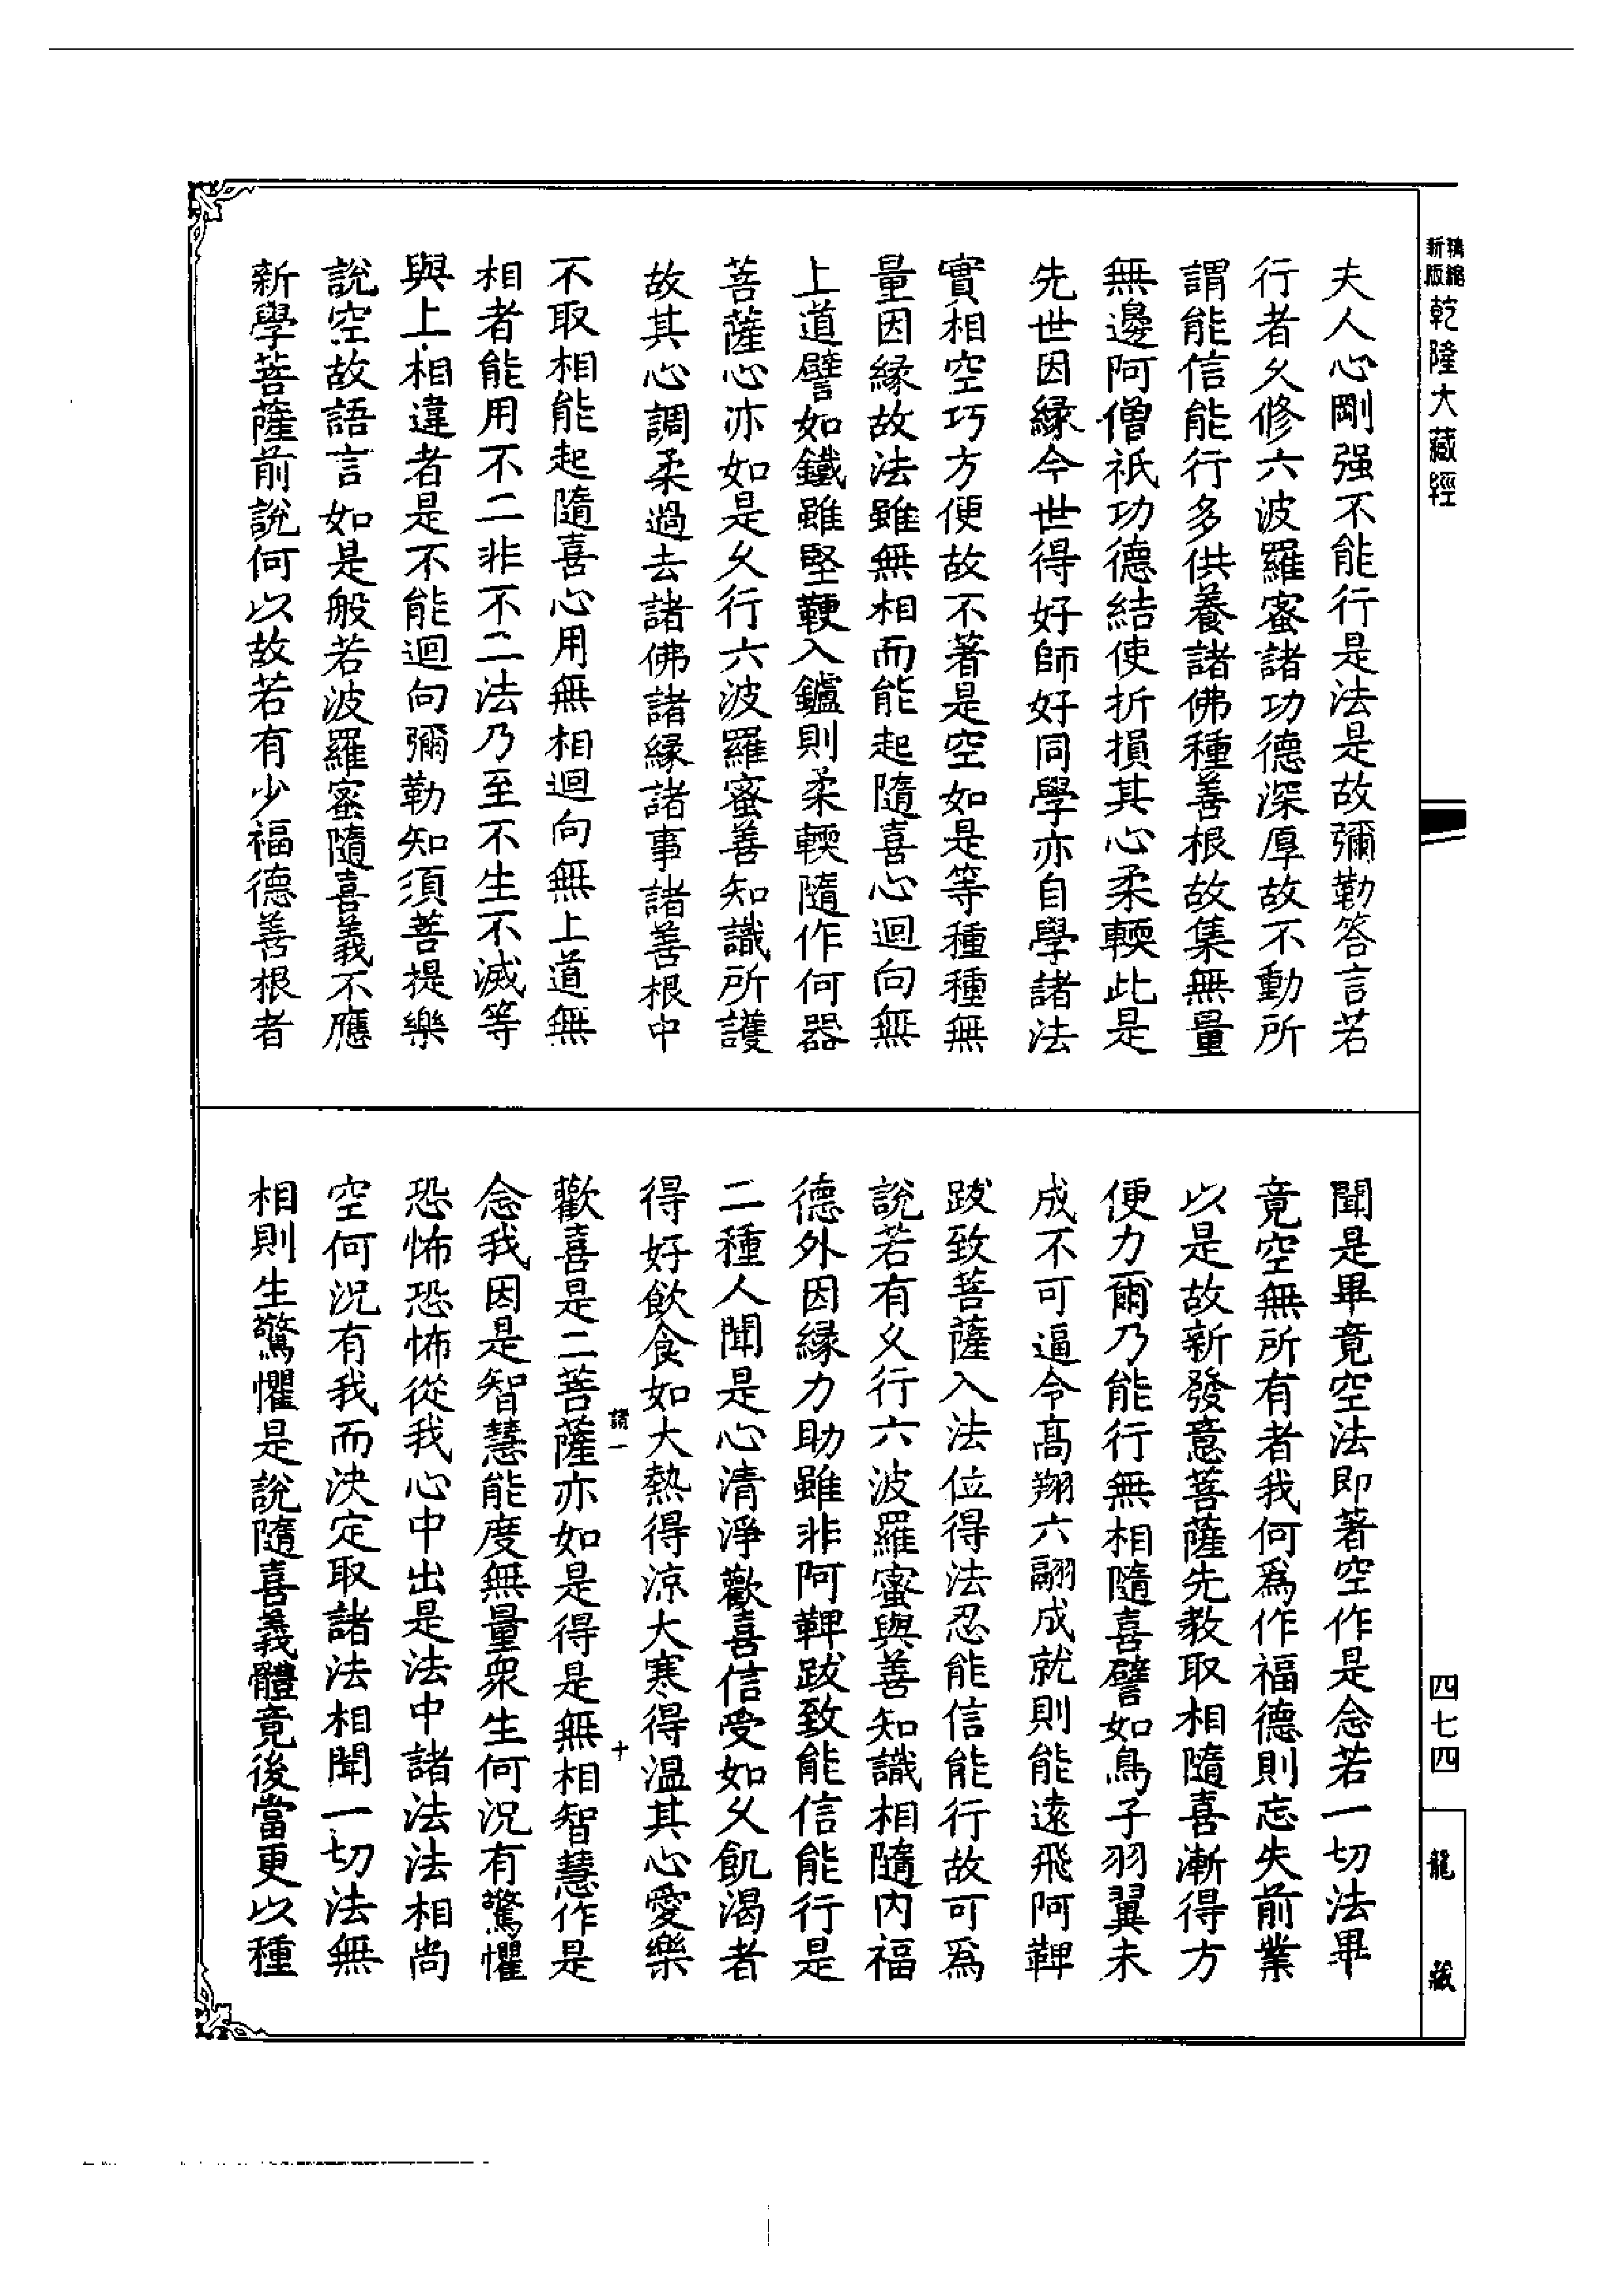 精縮新版乾隆大藏經
夫人心剛强不能行是法是故彌勒答言若
行者久修六波羅蜜諸功德深厚故不動所
謂能信能行多供養諸佛種善根故集無量
無邊阿僧祇功德結使折損其心柔輭此是
先世因緣今世得好師好同學亦自學諸法
實相空巧方便故不著是空如是等種種無
量因緣故法雖無相而能起隨喜心迴向無
上道譬如鐵雖堅鞕入鑪則柔輭隨作何器
菩薩心亦如是久行六波羅蜜善知識所護
故其心調柔過去諸佛諸緣諸事諸善根中
不取相能起隨喜心用無相迴向無上道無
相者能用不二非不二法乃至不生不滅等
與上相違者是不能迴向彌勒知須菩提樂
說空故語言如是般若波羅蜜隨喜義不應
新學菩薩前說何以故若有少福德善根者
聞是畢竟空法即著空作是念若一切法畢
竟空無所有者我何爲作福德則忘失前業
以是故新發意菩薩先教取相隨喜漸得方
便力爾乃能行無相隨喜譬如鳥子羽翼未
成不可逼令高翔六翮成就則能遠飛阿鞞
跋致菩薩入法位得法忍能信能行故可爲
說若有久行六波羅蜜與善知識相隨内福
德外因緣力助雖非阿鞞跋致能信能行是
二種人聞是心清淨歡喜信受如久飢渴者
得好飲食如大熱得涼大寒得溫其心愛樂
諸一 十
歡喜是二菩薩亦如是得是無相智慧作是
念我因是智慧能度無量衆生何況有驚懼
恐怖恐怖從我心中出是法中諸法法相尚
空何況有我而決定取諸法相聞一切法無
相則生驚懼是說隨喜義體竟後當更以種
四七四
龍藏